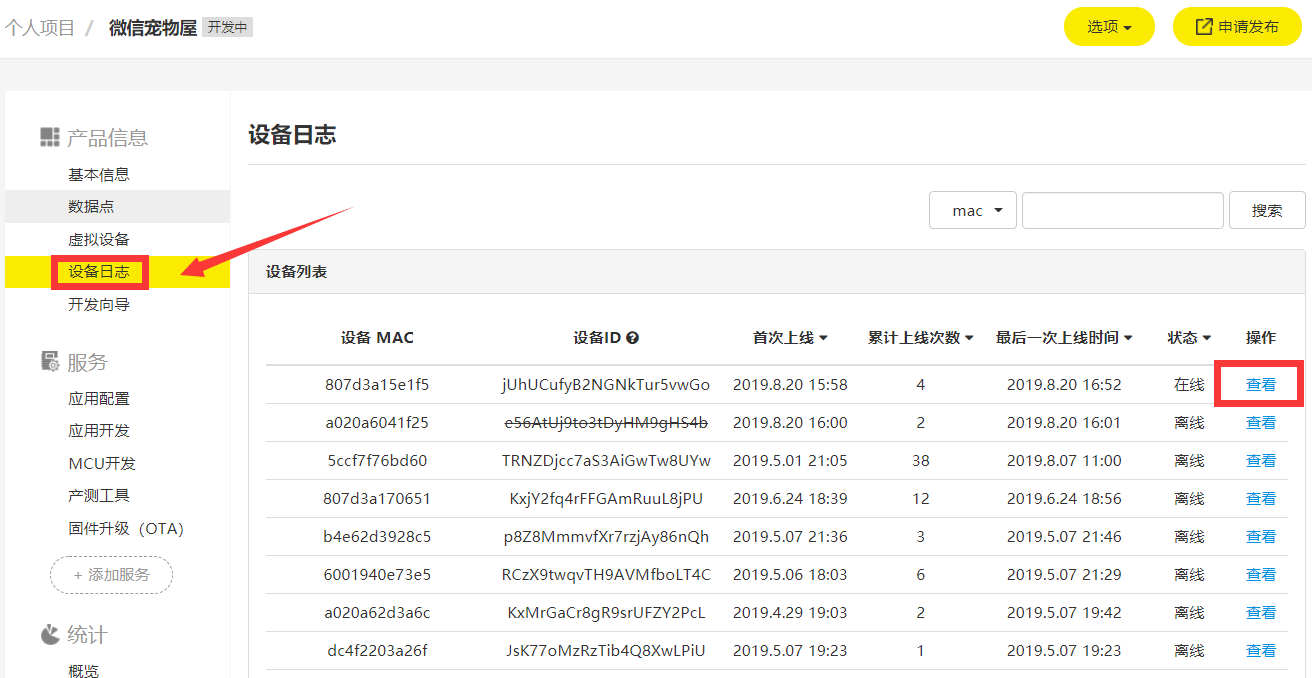 个人项目 / 微信宠物屋 开发中
选项 申请发布
产品信息
基本信息
数据点
虚拟设备
设备日志
开发向导
服务
应用配置
应用开发
MCU开发
产测工具
固件升级（OTA）
+ 添加服务
统计
概览
设备日志
mac 搜索
设备列表
设备 MAC 设备ID 首次上线 累计上线次数 最后一次上线时间 状态 操作
807d3a15e1f5 jUhUCufyB2NGNkTur5vwGo 2019.8.20 15:58 4 2019.8.20 16:52 在线 查看
a020a6041f25 e56AtUj9to3tDyHM9gHS4b 2019.8.20 16:00 2 2019.8.20 16:01 离线 查看
5ccf7f76bd60 TRNZDjcc7aS3AiGwTw8UYw 2019.5.01 21:05 38 2019.8.07 11:00 离线 查看
807d3a170651 KxjY2fq4rFFGAmRuuL8jPU 2019.6.24 18:39 12 2019.6.24 18:56 离线 查看
b4e62d3928c5 p8Z8MmmvfXr7rzjAy86nQh 2019.5.07 21:36 3 2019.5.07 21:46 离线 查看
6001940e73e5 RCzX9twqvTH9AVMfboLT4C 2019.5.06 18:03 6 2019.5.07 21:29 离线 查看
a020a62d3a6c KxMrGaCr8gR9srUFZY2PcL 2019.4.29 19:03 2 2019.5.07 19:42 离线 查看
dc4f2203a26f JsK77oMzRzTib4Q8XwLPiU 2019.5.07 19:23 1 2019.5.07 19:23 离线 查看